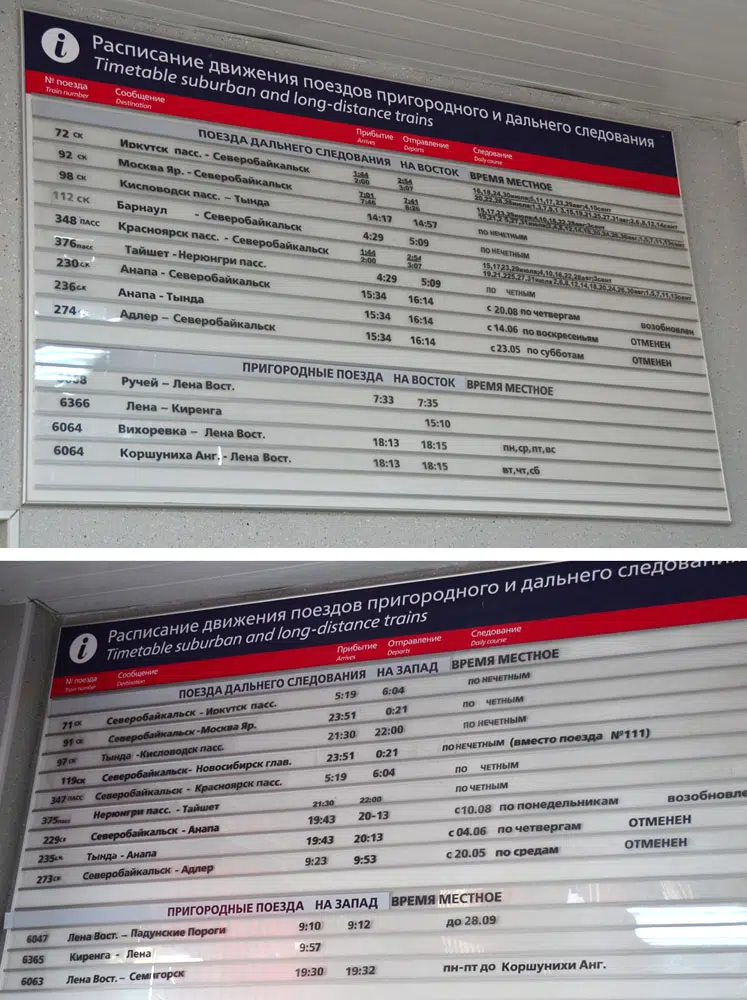 Расписание движения поездов пригородного и дальнего следования
Timetable suburban and long-distance trains
№ поезда Сообщение Прибытие Отправление Следование
Train number Destination Arrives Departs Daily course
ПОЕЗДА ДАЛЬНЕГО СЛЕДОВАНИЯ НА ВОСТОК ВРЕМЯ МЕСТНОЕ
72 СК Иркутск пасс. - Северобайкальск 1:44 2:00 2:54 3:07
92 СК Москва Яр. - Северобайкальск 7:01 7:46 7:41 8:26
98 СК Кисловодск пасс. – Тында 14:17 14:57 по нечетным
112 СК Барнаул - Северобайкальск 4:29 5:09 по нечетным
348 ПАСС Красноярск пасс. - Северобайкальск 1:44 2:00 2:54 3:07
376пасс Тайшет -Нерюнгри пасс. 4:29 5:09 по четным
230СК Анапа - Северобайкальск 15:34 16:14 с 20.08 по четвергам возобновлен
236СК Анапа - Тында 15:34 16:14 с 14.06 по воскресеньям ОТМЕНЕН
274 Адлер – Северобайкальск 15:34 16:14 с 23.05 по субботам ОТМЕНЕН
ПРИГОРОДНЫЕ ПОЕЗДА НА ВОСТОК ВРЕМЯ МЕСТНОЕ
Ручей – Лена Вост. 7:33 7:35
6366 Лена – Киренга 15:10
6064 Вихоревка – Лена Вост. 18:13 18:15 пн,ср,пт,вс
6064 Коршуниха Анг. - Лена Вост. 18:13 18:15 вт,чт,сб
Расписание движения поездов пригородного и дальнего следования
Timetable suburban and long-distance trains
№ поезда Сообщение Прибытие Отправление Следование
Train number Destination Arrives Departs Daily course
ПОЕЗДА ДАЛЬНЕГО СЛЕДОВАНИЯ НА ЗАПАД ВРЕМЯ МЕСТНОЕ
71 СК Северобайкальск - Иркутск пасс. 5:19 6:04 по нечетным
91 СК Северобайкальск -Москва Яр. 23:51 0:21 по четным
97 СК Тында -Кисловодск пасс. 21:30 22:00 по нечетным
119СК Северобайкальск- Новосибирск глав. 23:51 0:21 по нечетным (вместо поезда №111)
347 ПАСС Северобайкальск - Красноярск пасс. 5:19 6:04 по четным
375пасс Нерюнгри пасс. - Тайшет 21:30 22:00 по четным
229СК Северобайкальск - Анапа 19:43 20-13 с 10.08 по понедельникам возобновле
235СК Тында - Анапа 19:43 20:13 с 04.06 по четвергам ОТМЕНЕН
273СК Северобайкальск - Адлер 9:23 9:53 с 20.05 по средам ОТМЕНЕН
ПРИГОРОДНЫЕ ПОЕЗДА НА ЗАПАД ВРЕМЯ МЕСТНОЕ
6047 Лена Вост. – Падунские Пороги 9:10 9:12 до 28.09
6365 Киренга - Лена 9:57
6063 Лена Вост. – Семигорск 19:30 19:32 пн-пт до Коршунихи Анг.